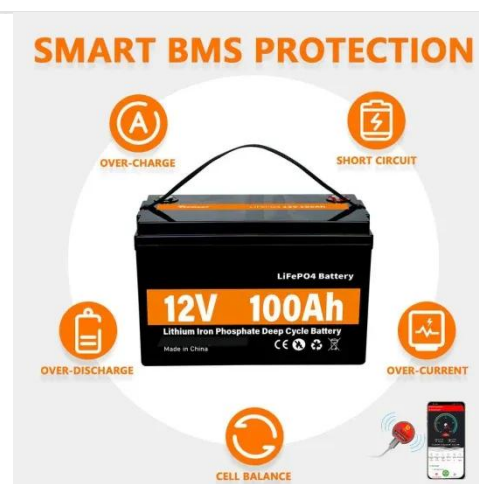 SMART BMS PROTECTION
A
OVER-CHARGE
SHORT CIRCUIT
LiFePO4 Battery
12V 100Ah
Lithium Iron Phosphate Deep Cycle Battery
Made in China
CE
OVER-DISCHARGE
OVER-CURRENT
CELL BALANCE